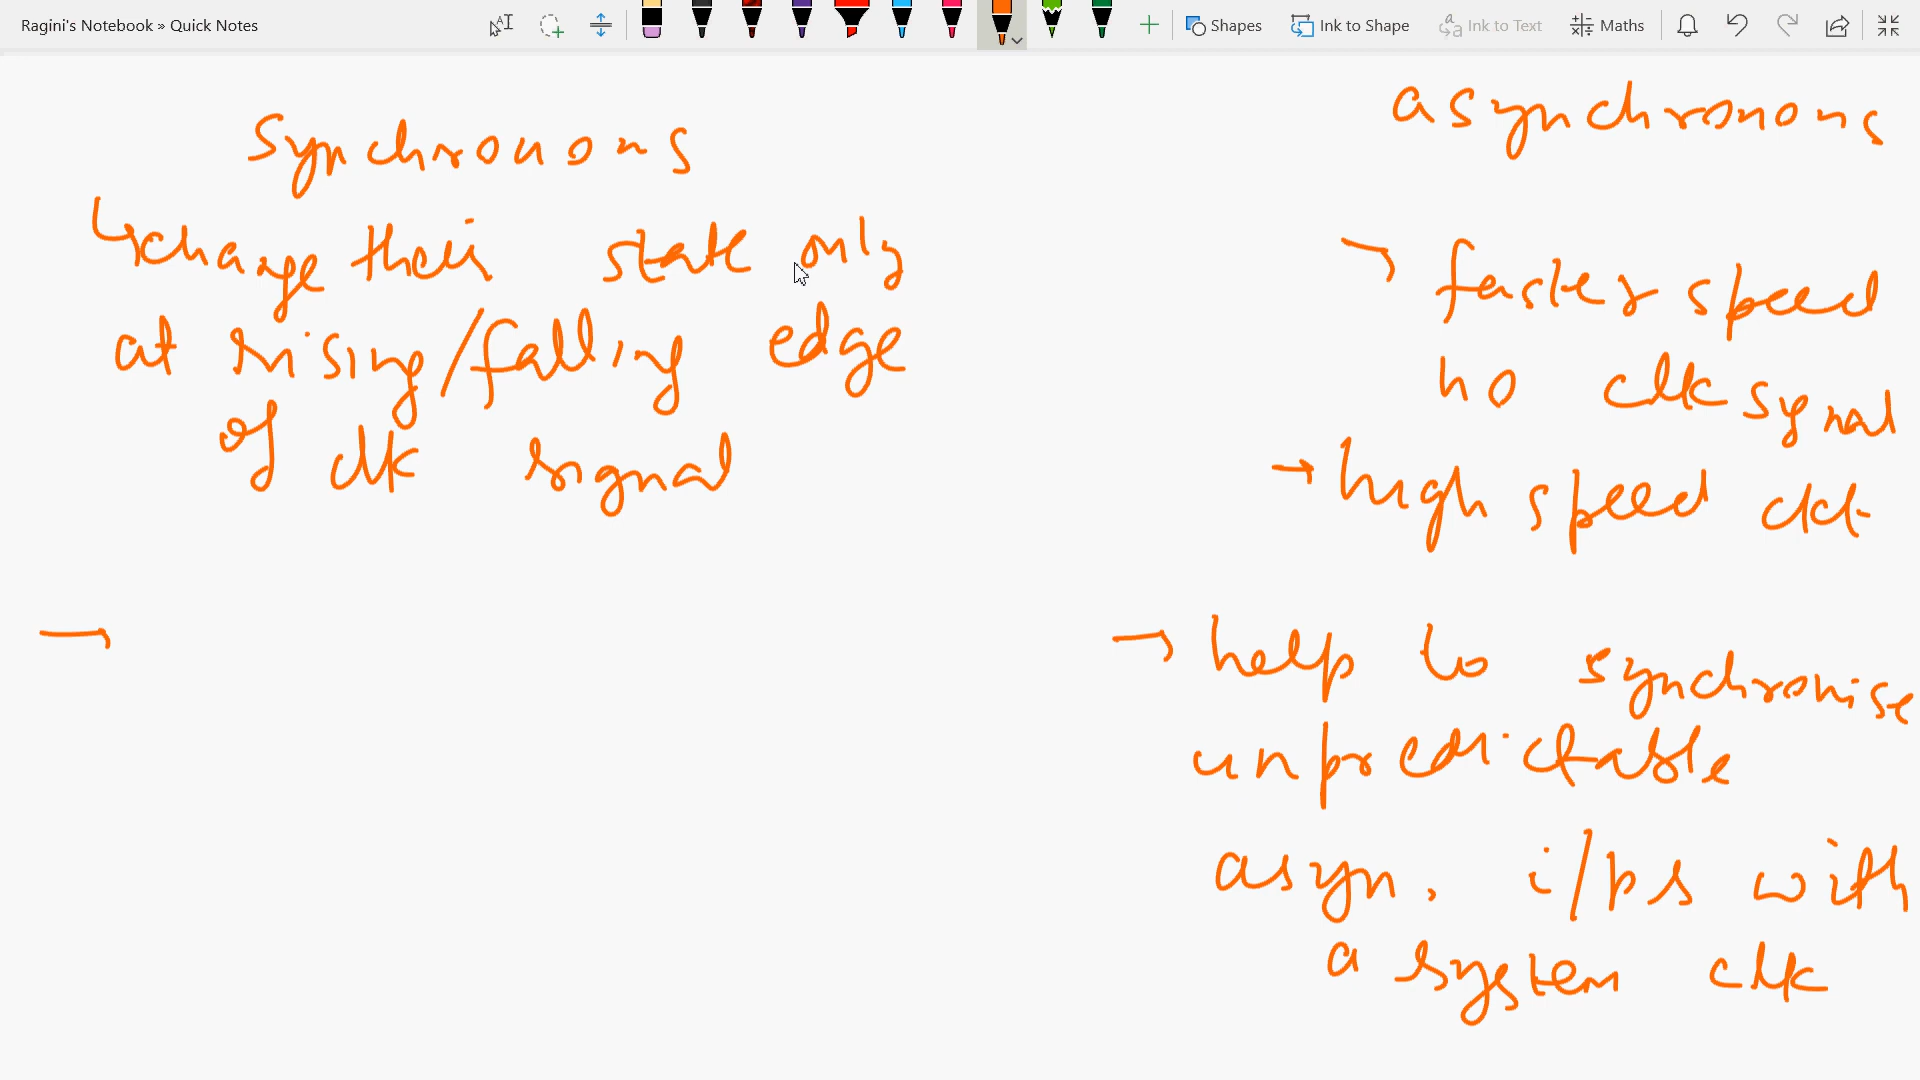 Ragini's Notebook » Quick Notes
Shapes
Ink to Shape
Ink to Text
Maths
Synchronous
change their state only
at rising/falling edge
of clk signal
asynchronous
faster speed
no clk signal
high speed ckt
help to synchronise
unpredictable
asyn. i/ps with
a system clk